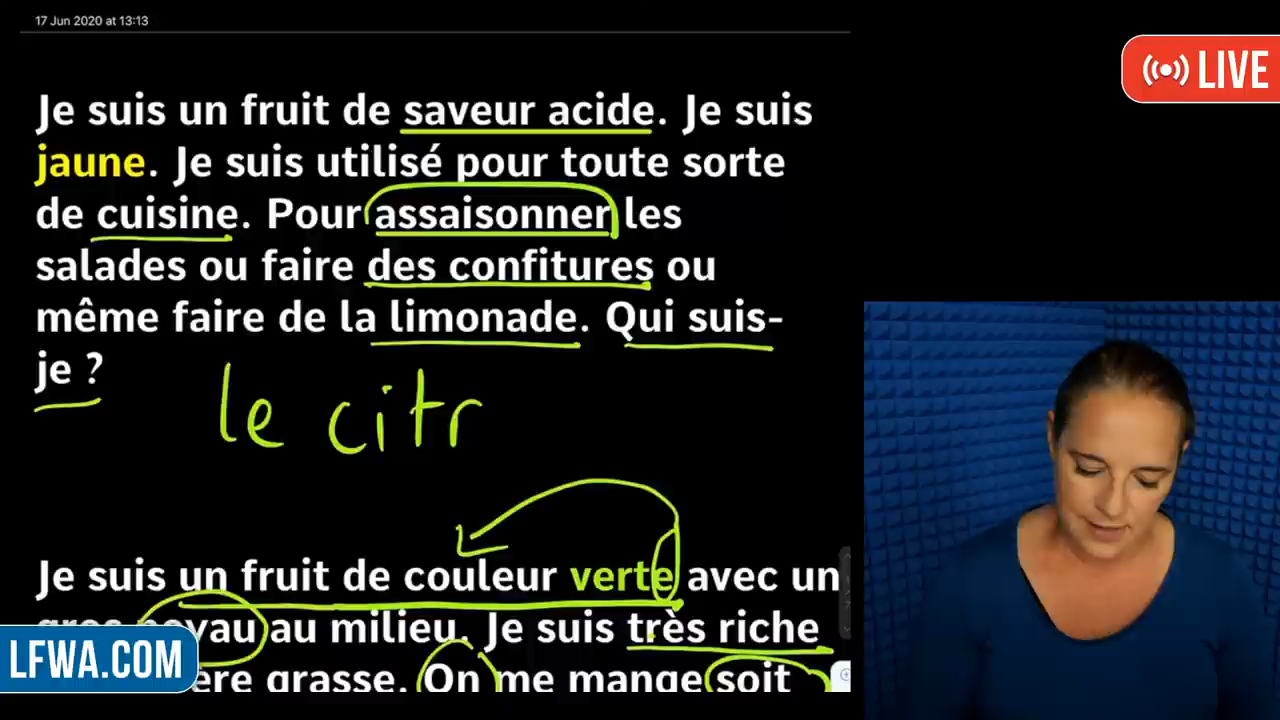 17 Jun 2020 at 13:13
LIVE
Je suis un fruit de saveur acide. Je suis
jaune. Je suis utilisé pour toute sorte
de cuisine. Pour assaisonner les
salades ou faire des confitures ou
même faire de la limonade. Qui suis-
je ?
le citr
Je suis un fruit de couleur verte avec un
gros noyau au milieu. Je suis très riche
ère grasse. On me mange soit
LFWA.COM